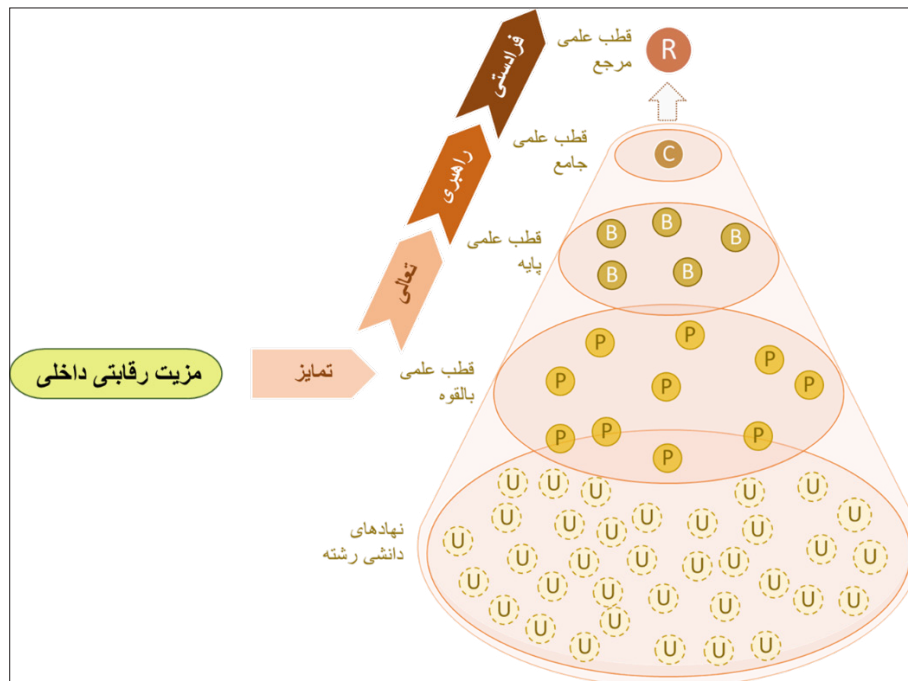 قطب علمی
مرجع
R
فرادستی
قطب علمی
جامع
C
راهبری
قطب علمی
پایه
B
B
B
B
B
تعالی
مزیت رقابتی داخلی
تمایز
قطب علمی
بالقوه
P
P
P
P
P
P
P
P
P
P
نهادهای
دانشی رشته
U U U U U
U U U U U U U
U U U U U U U U
U U U U U U U
U U U U U U
U U U